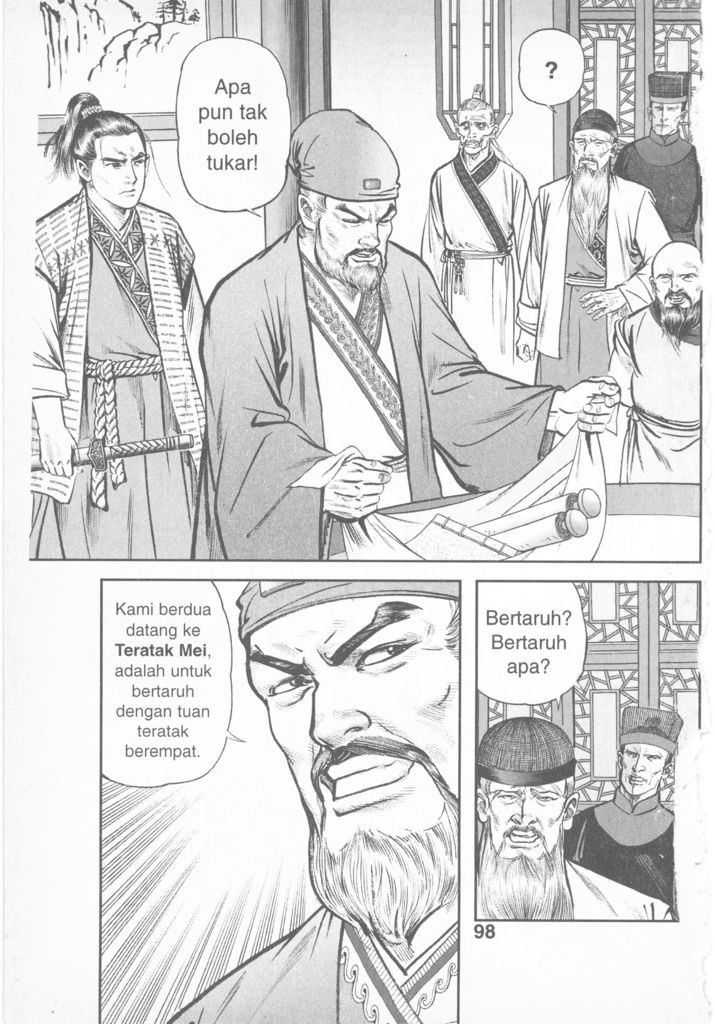 Apa
pun tak
boleh
tukar!
?
Kami berdua
datang ke
Teratak Mei,
adalah untuk
bertaruh
dengan tuan
teratak
berempat.
Bertaruh?
Bertaruh
apa?
98